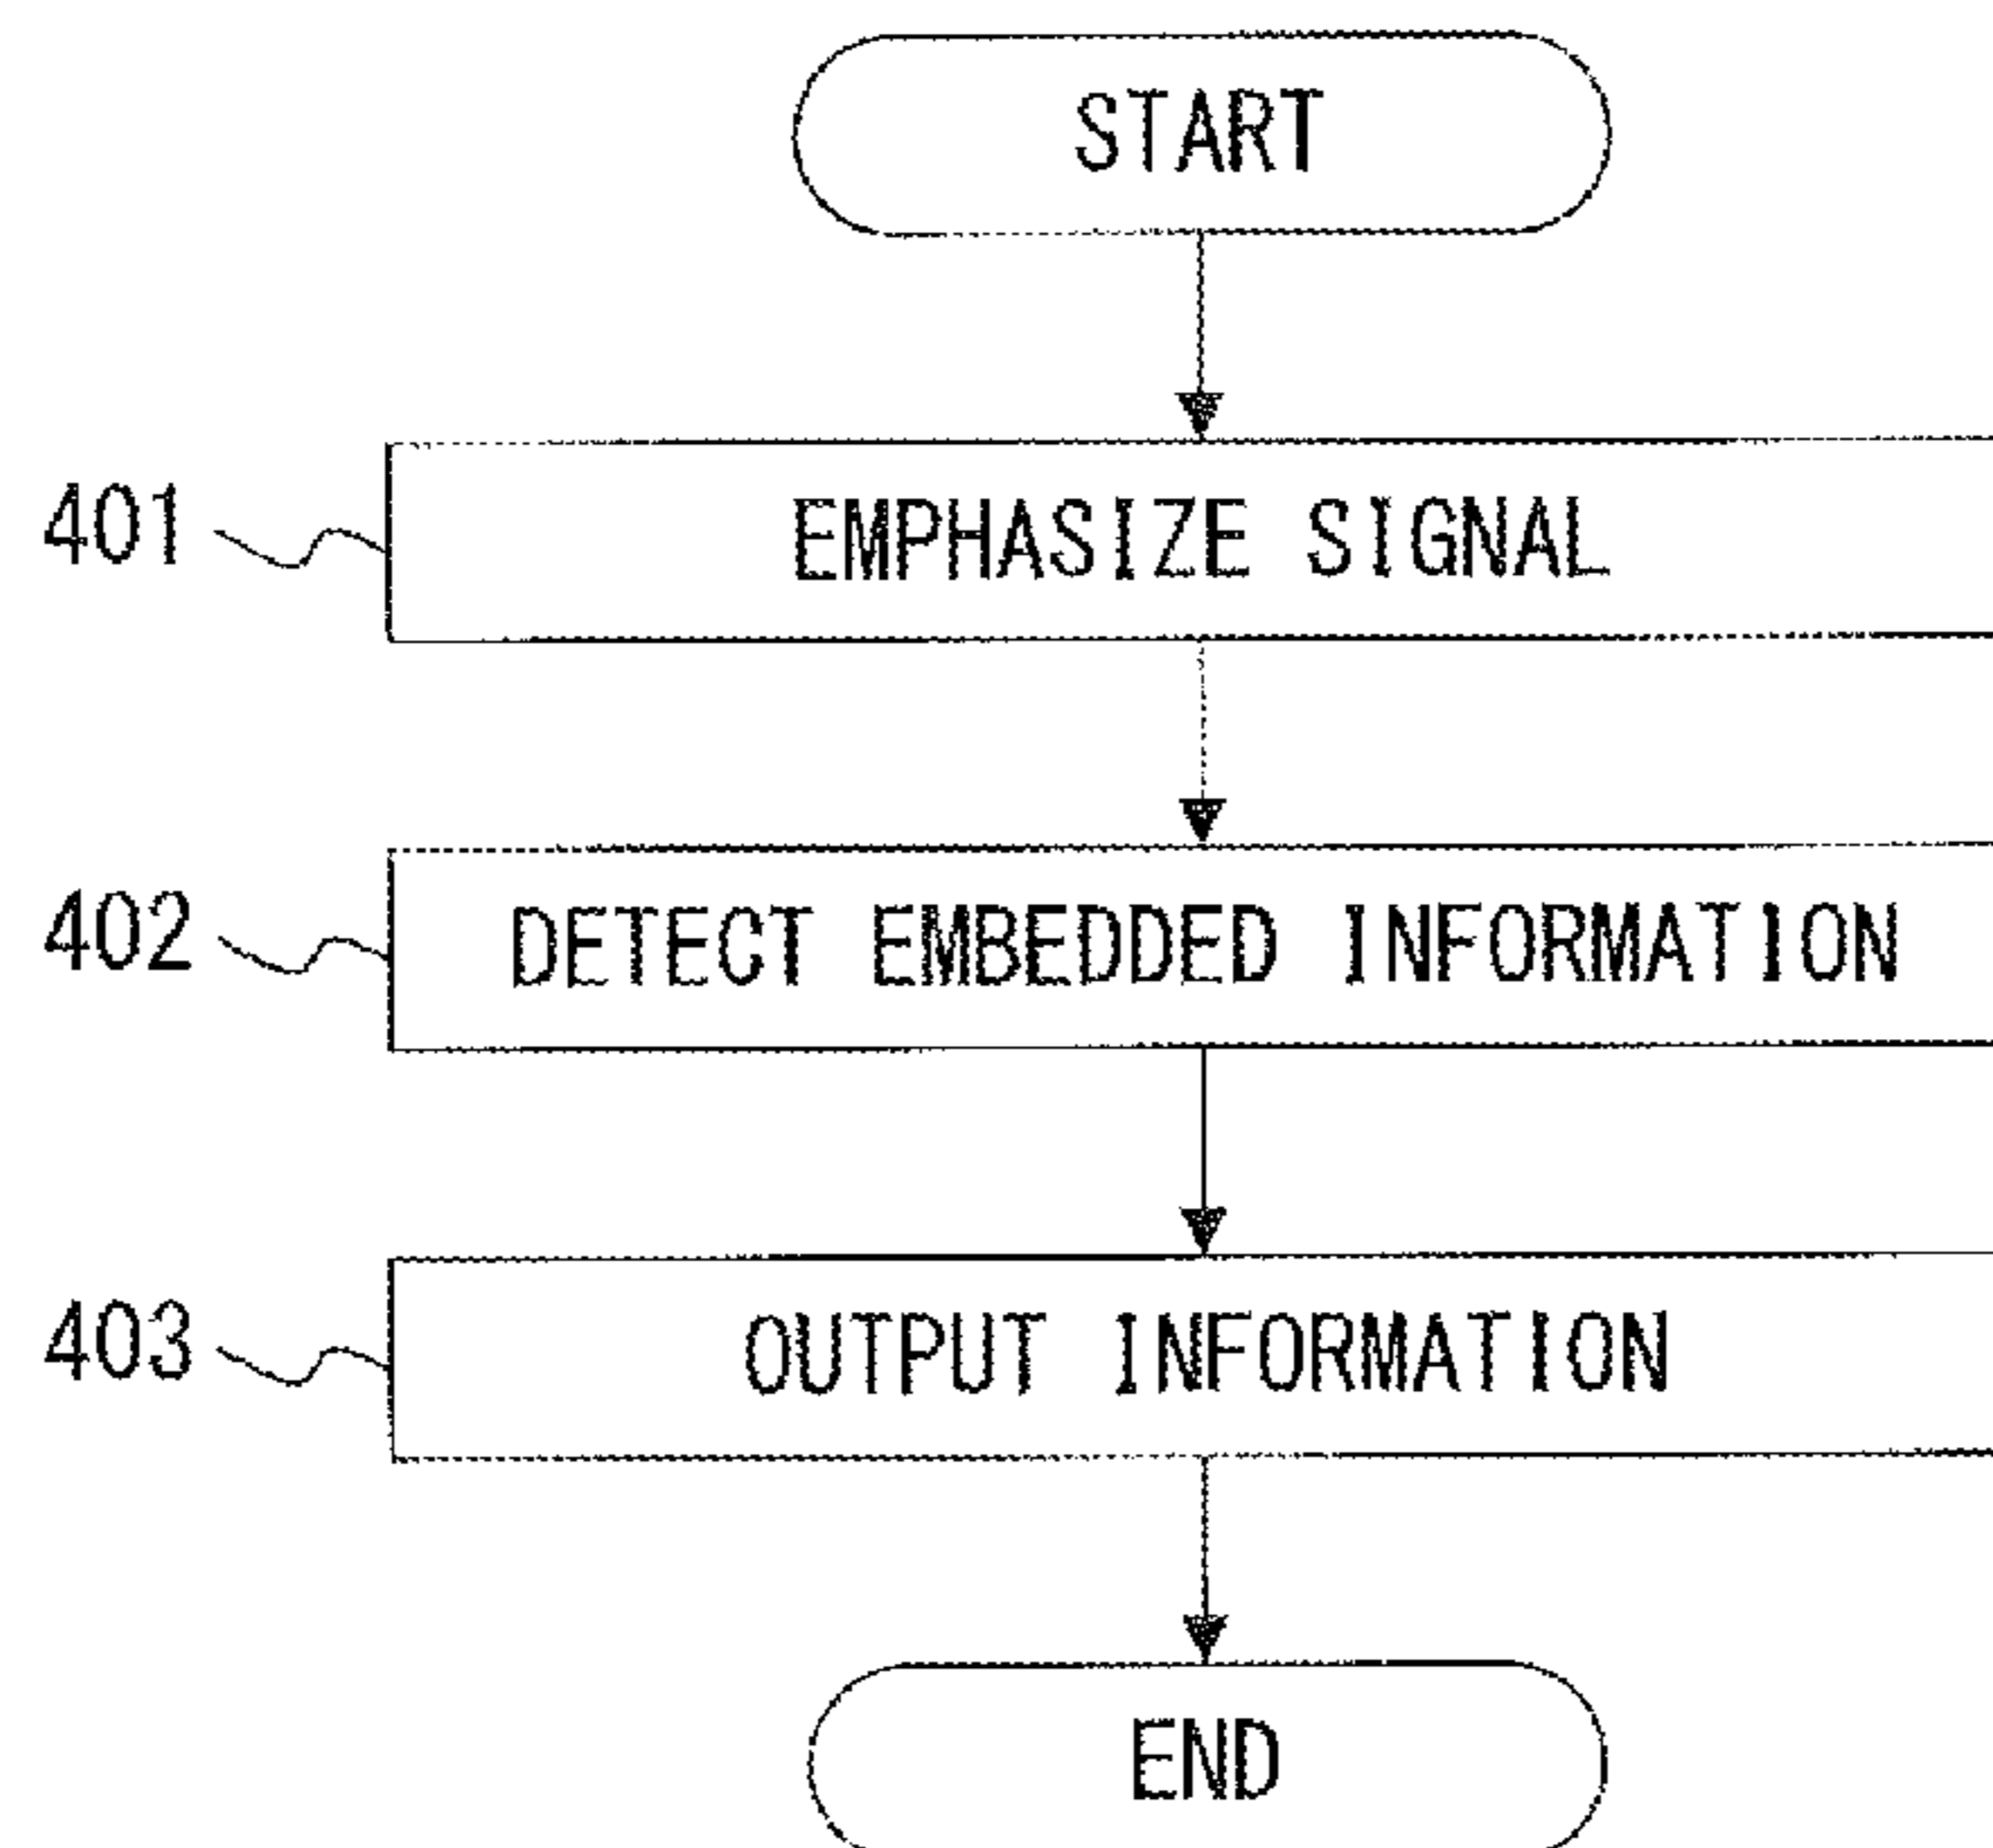 START
401 EMPHASIZE SIGNAL
402 DETECT EMBEDDED INFORMATION
403 OUTPUT INFORMATION
END